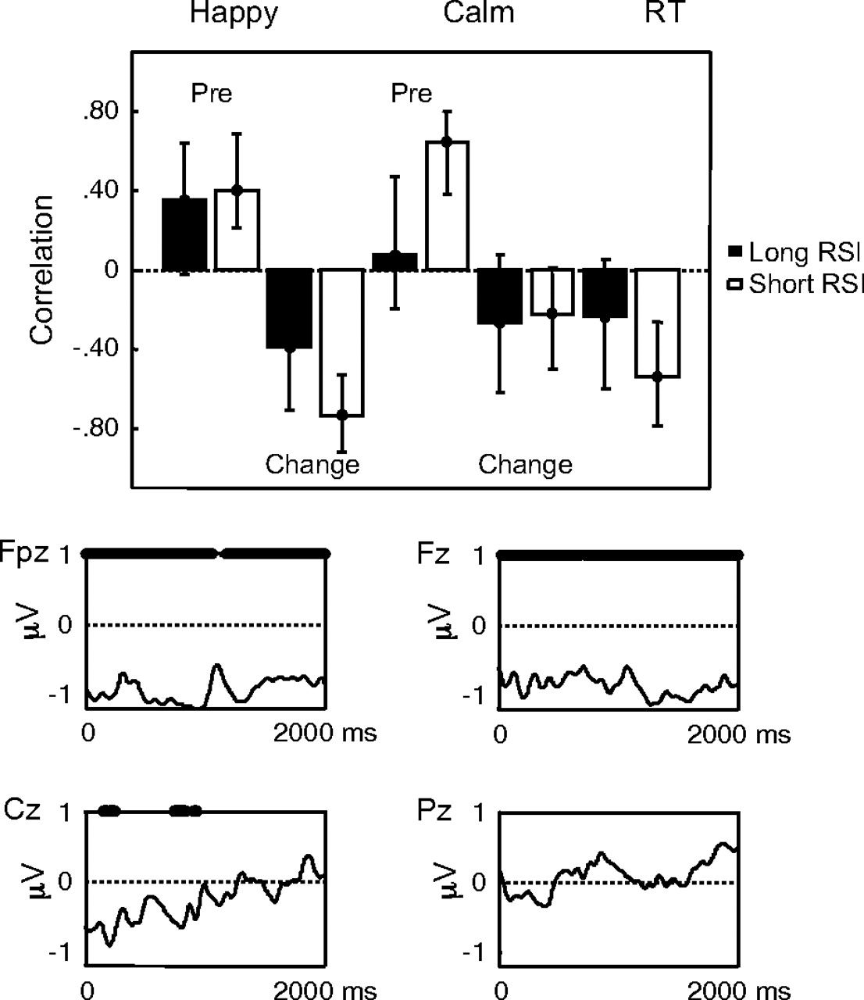 Happy Calm RT
Pre Pre
.80
.40
0
-.40
-.80
Correlation
Change Change
Long RSI
Short RSI
Fpz 1
0
-1
µV
0 2000 ms
Fz 1
0
-1
µV
0 2000 ms
Cz 1
0
-1
µV
0 2000 ms
Pz 1
0
-1
µV
0 2000 ms